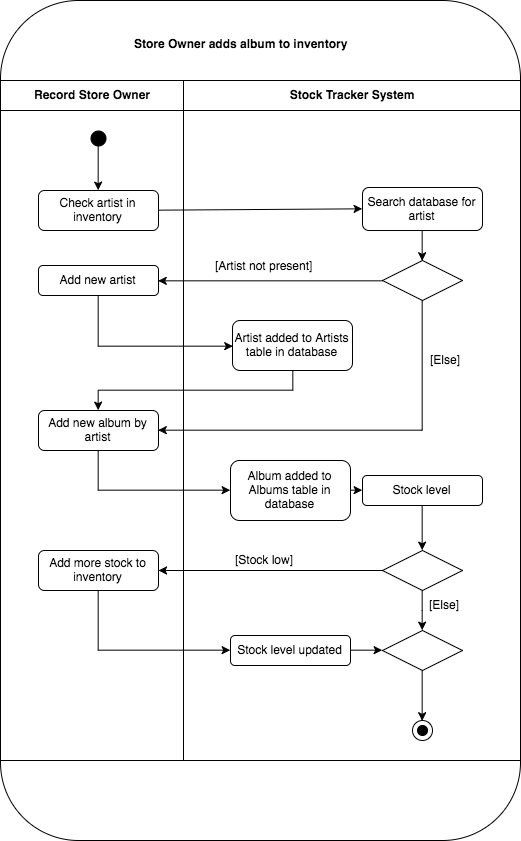 Store Owner adds album to inventory
Record Store Owner
Stock Tracker System
Check artist in
inventory
Search database for
artist
[Artist not present]
Add new artist
Artist added to Artists
table in database
[Else]
Add new album by
artist
Album added to
Albums table in
database
Stock level
[Stock low]
Add more stock to
inventory
[Else]
Stock level updated